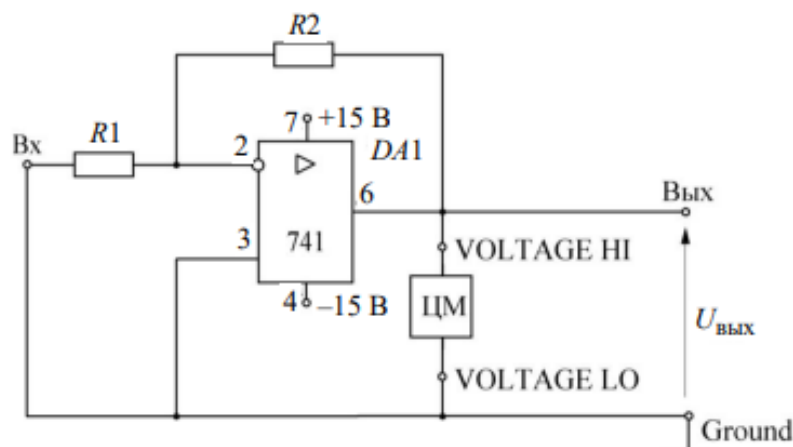 R2
7 +15 В
Вх R1 2 DA1
6 Вых
3 741 VOLTAGE HI
4 –15 В ЦМ
Uвых
VOLTAGE LO
Ground